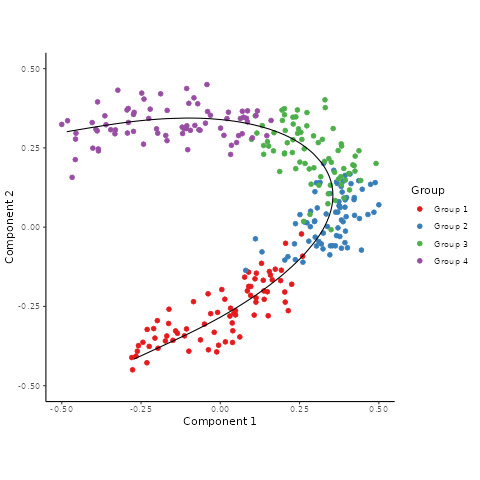 0.50
0.25
0.00
-0.25
-0.50
Component 2
-0.50 -0.25 0.00 0.25 0.50
Component 1
Group
Group 1
Group 2
Group 3
Group 4